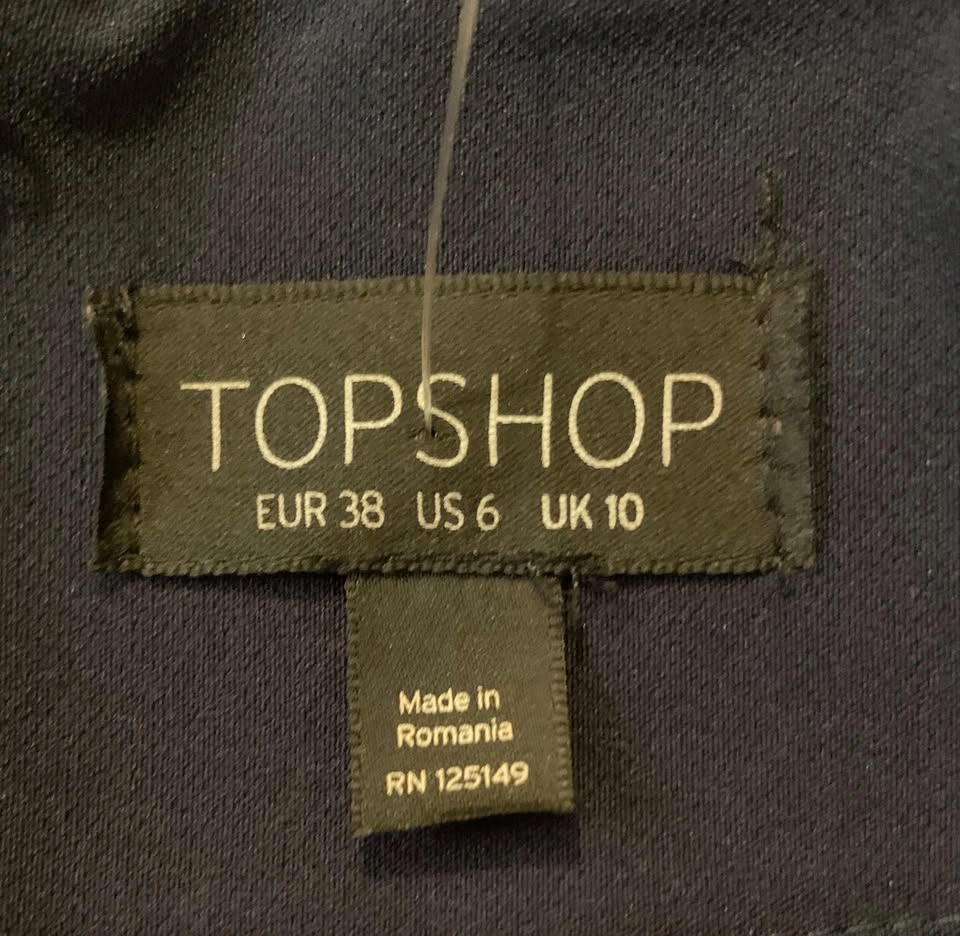 TOPSHOP
EUR 38 US 6 UK 10
Made in
Romania
RN 125149